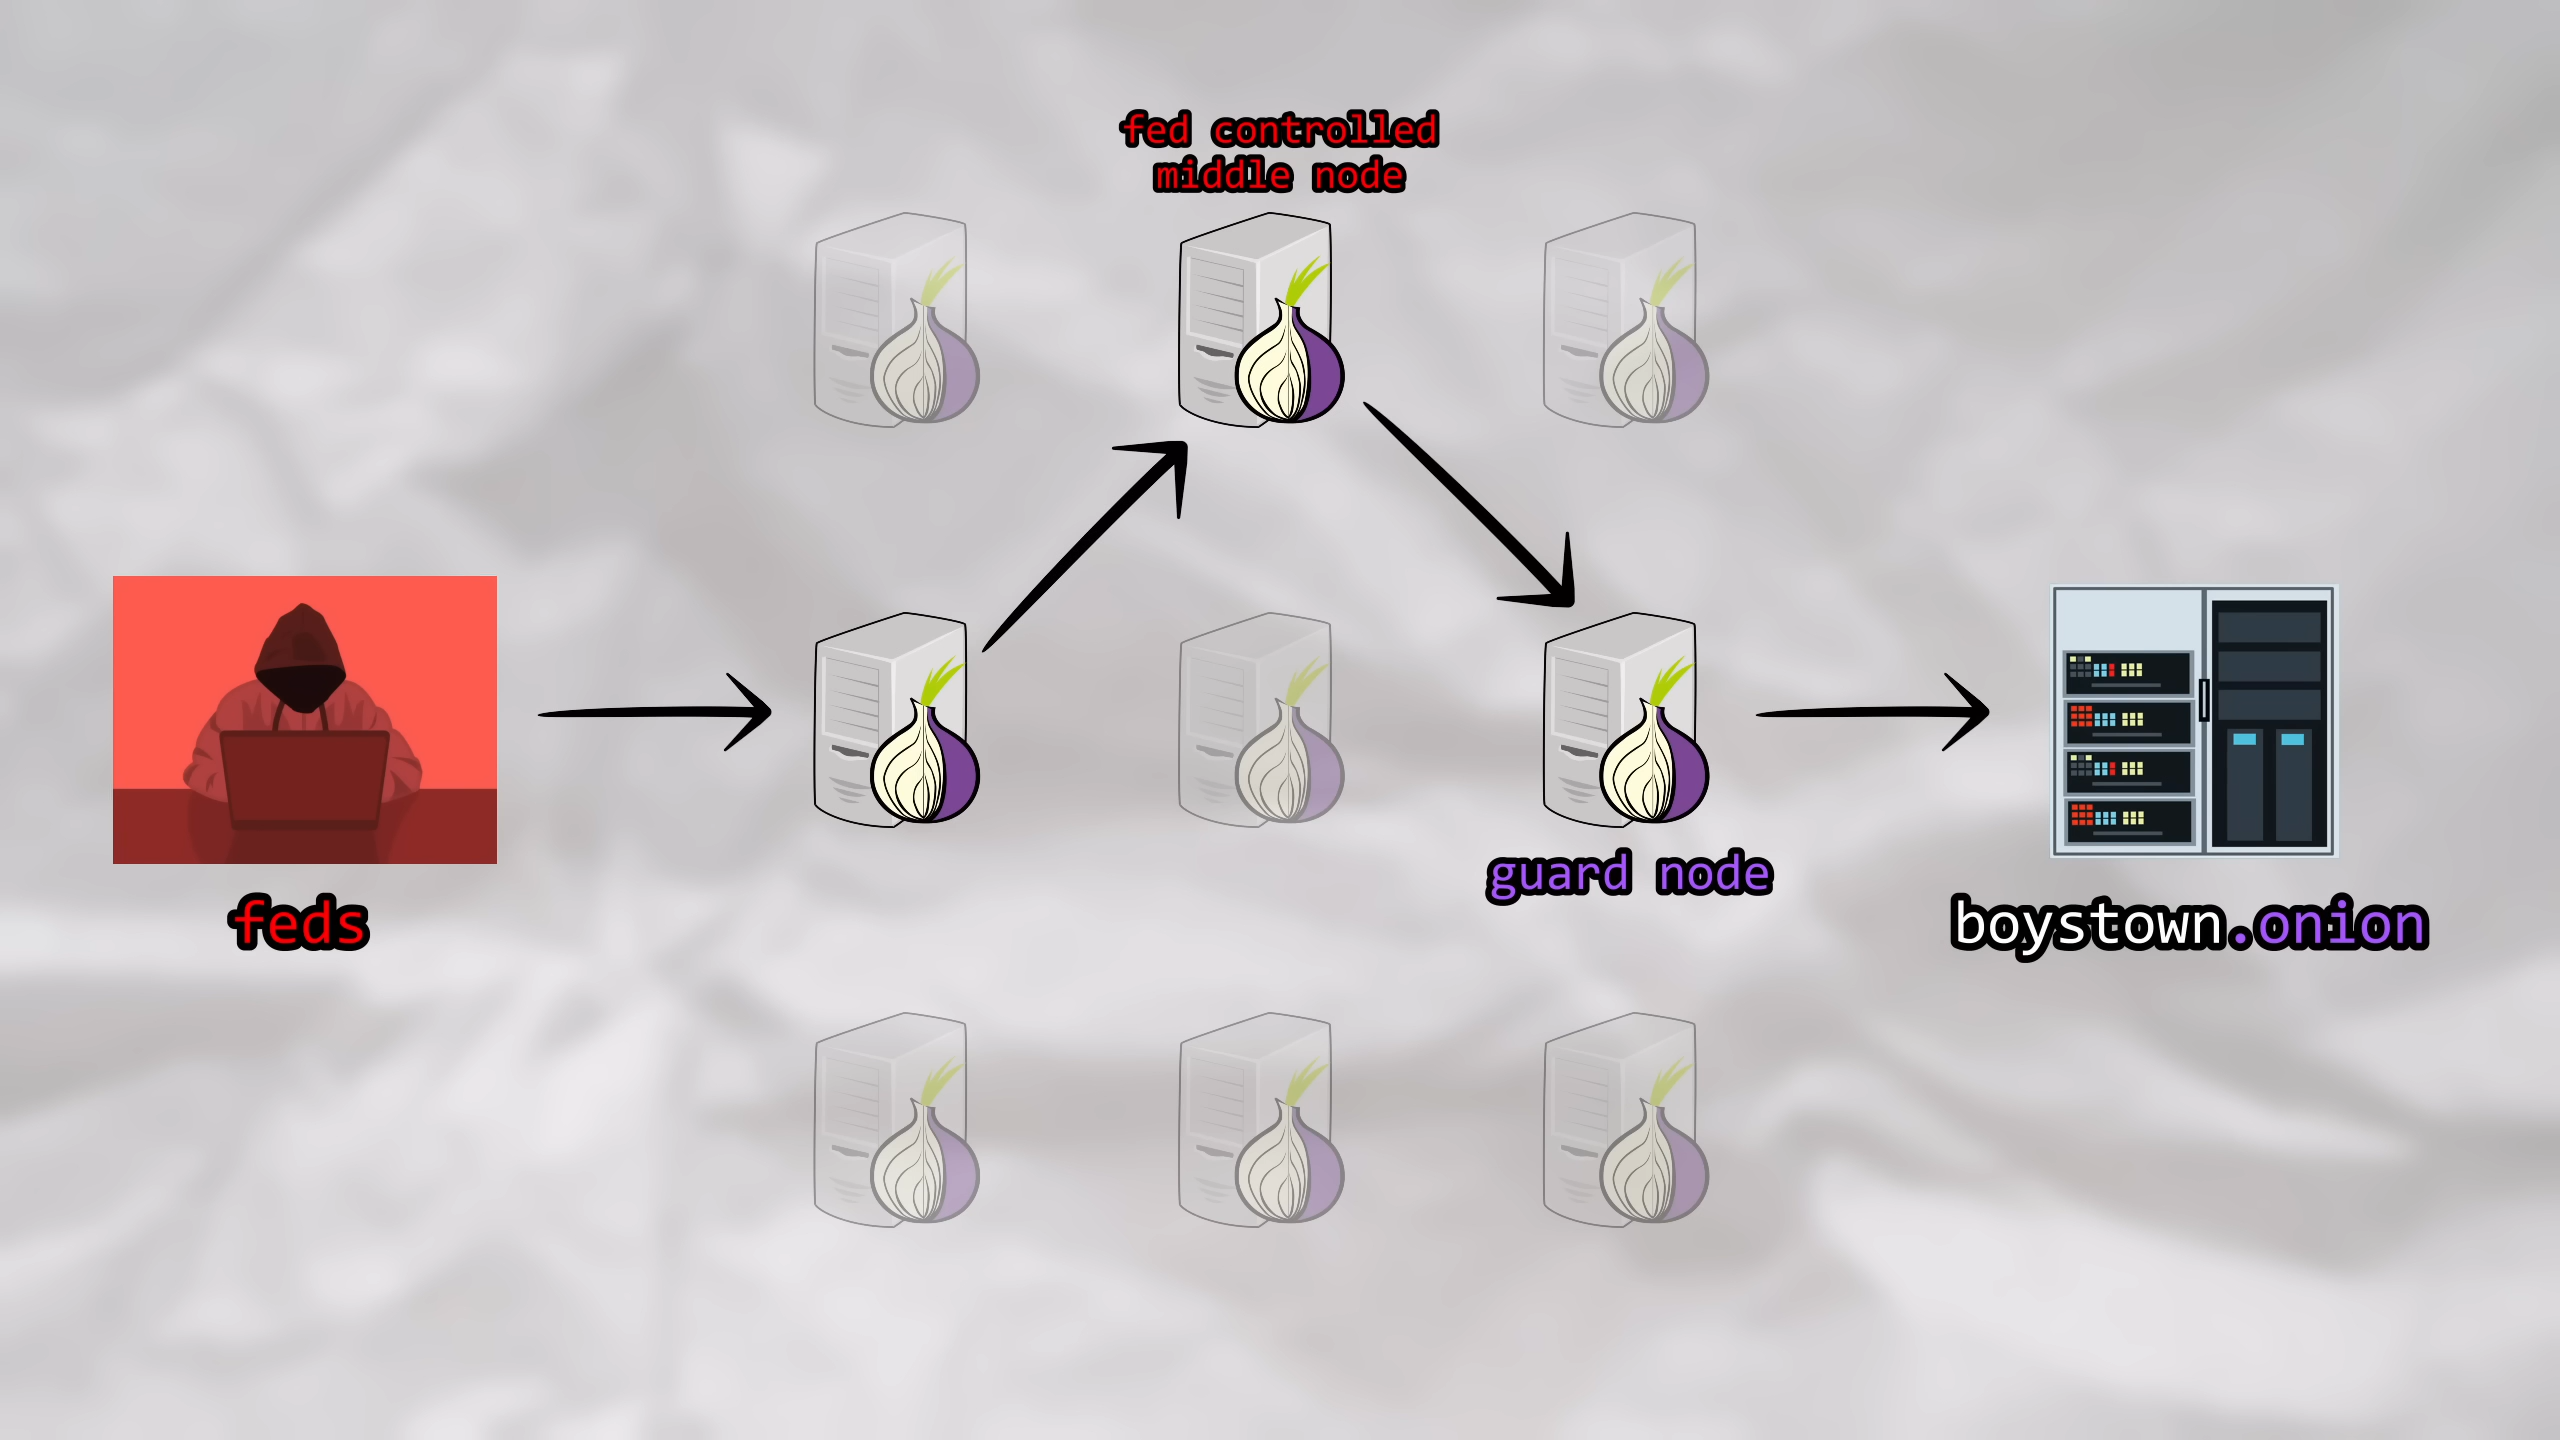 fed controlled
middle node
guard node
feds
boystown.onion